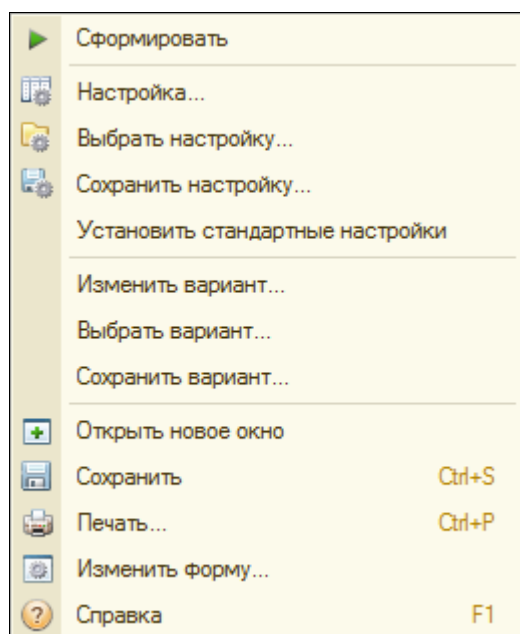 Сформировать
Настройка...
Выбрать настройку...
Сохранить настройку...
Установить стандартные настройки
Изменить вариант...
Выбрать вариант...
Сохранить вариант...
Открыть новое окно
Сохранить Ctrl+S
Печать... Ctrl+P
Изменить форму...
Справка F1